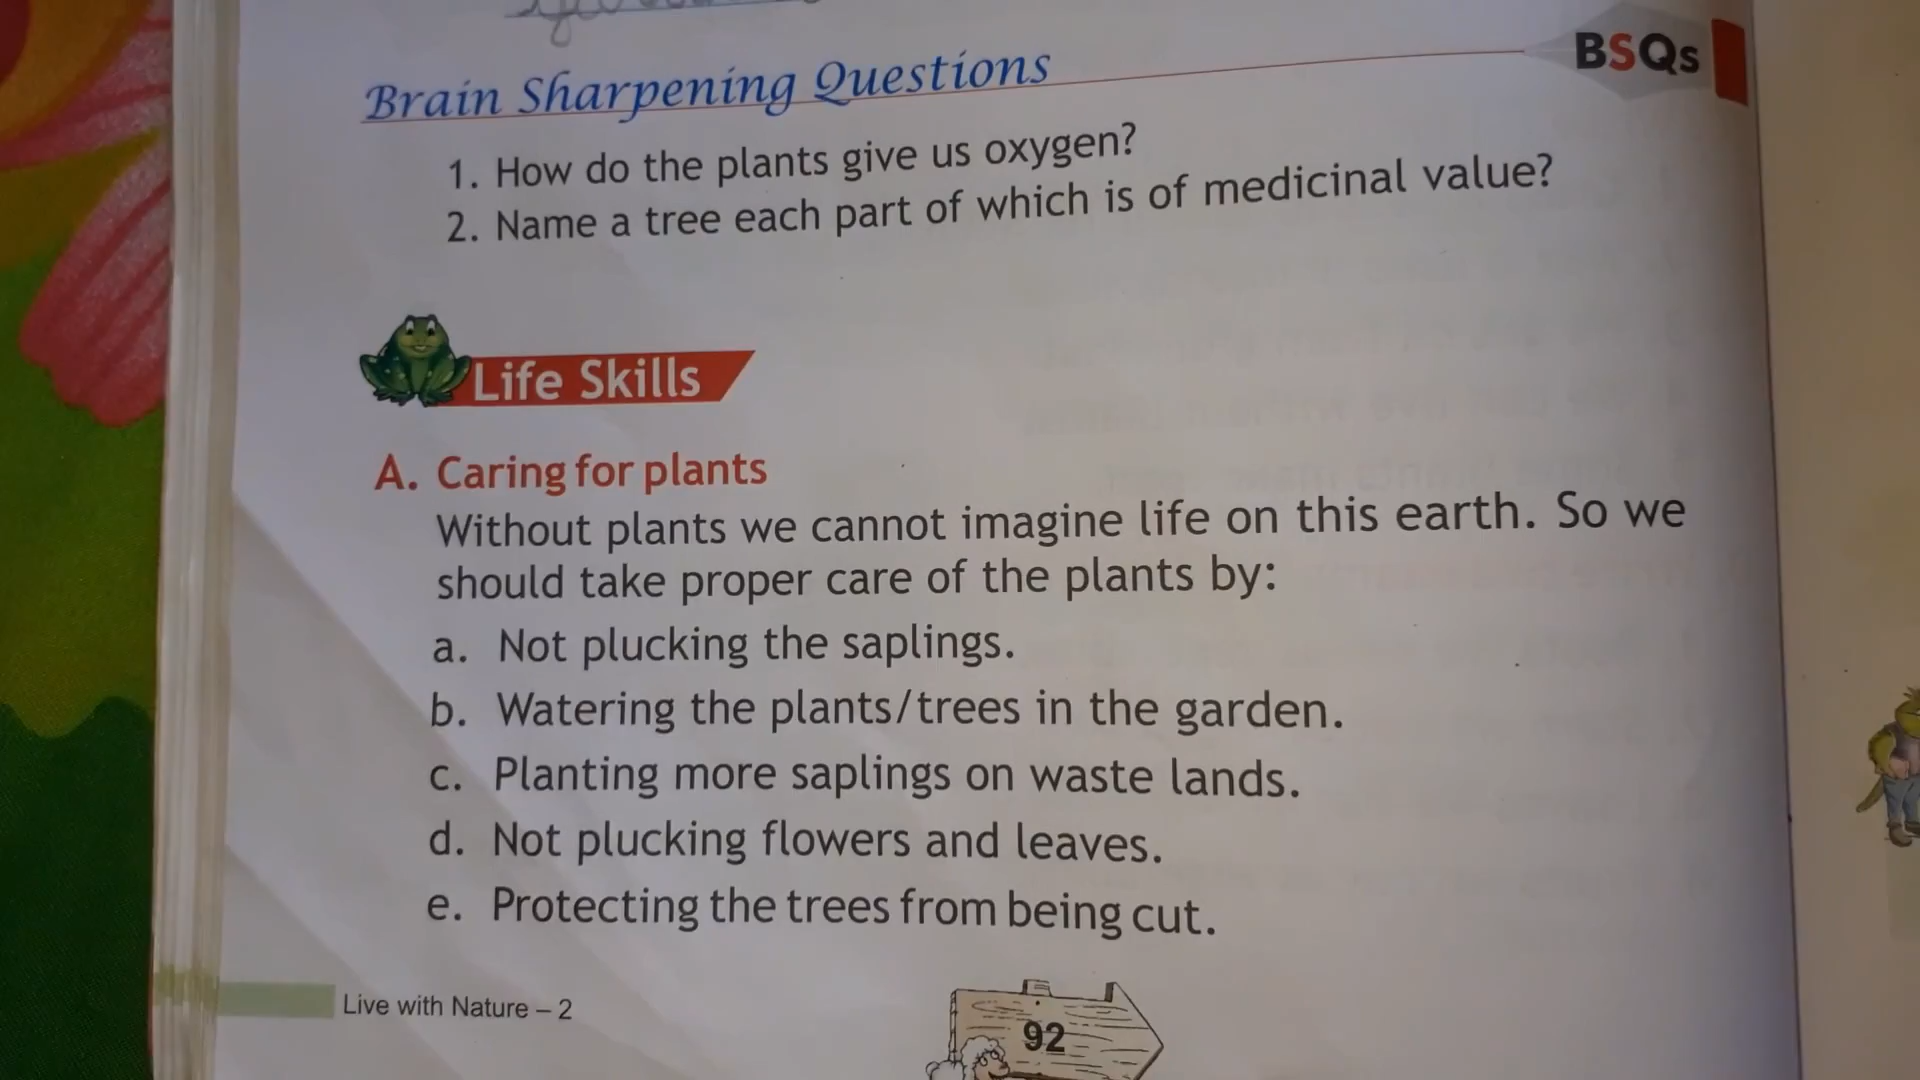 BSQs
Brain Sharpening Questions
1. How do the plants give us oxygen?
2. Name a tree each part of which is of medicinal value?
Life Skills
A. Caring for plants
Without plants we cannot imagine life on this earth. So we
should take proper care of the plants by:
a. Not plucking the saplings.
b. Watering the plants/trees in the garden.
c. Planting more saplings on waste lands.
d. Not plucking flowers and leaves.
e. Protecting the trees from being cut.
Live with Nature – 2
92